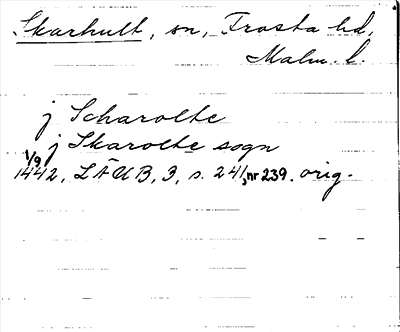 Skarhult, sn, Frosta hd,
Malm. l.
j Scharolte
j Skarolte sogn
1/9
1442, LÄUB, 3, s. 241, nr 239. orig.